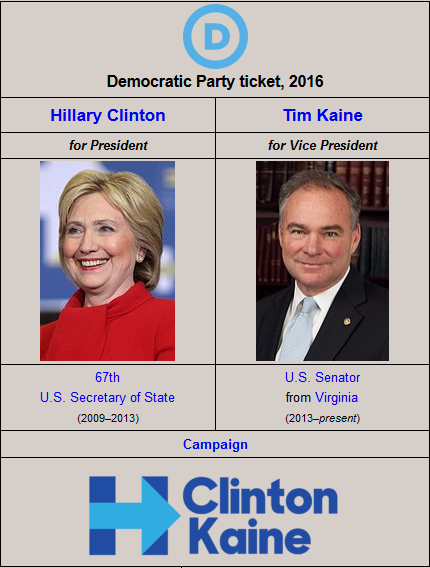 D
Democratic Party ticket, 2016
Hillary Clinton
Tim Kaine
for President
for Vice President
67th
U.S. Secretary of State
(2009–2013)
U.S. Senator
from Virginia
(2013–present)
Campaign
H Clinton
Kaine